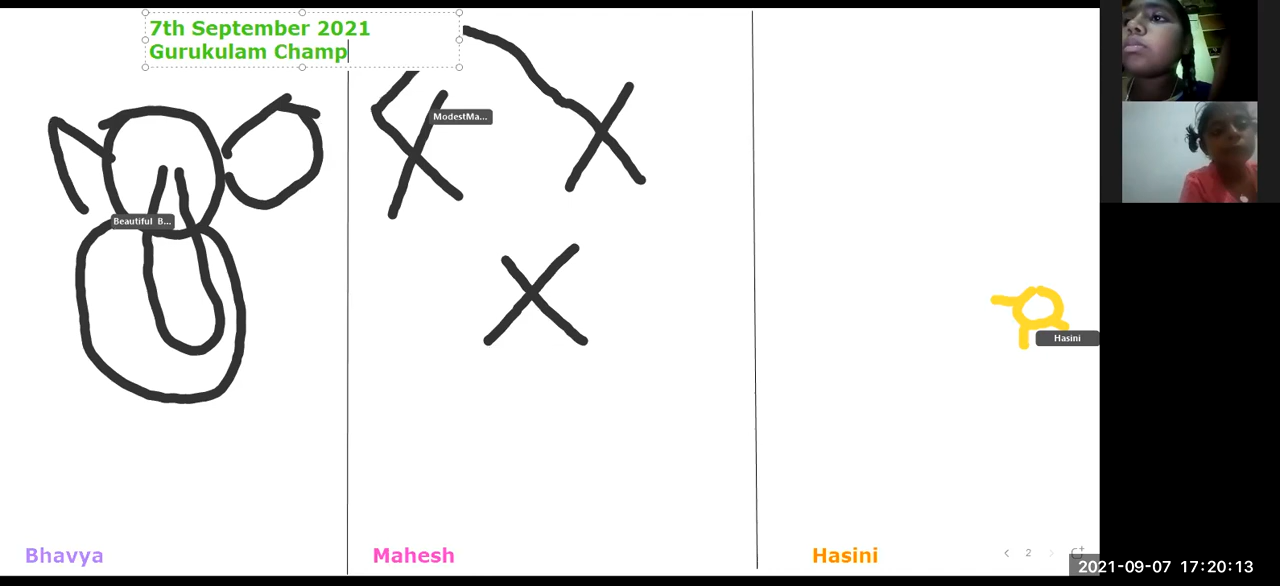 7th September 2021
Gurukulam Champ
ModestMa...
Beautiful B...
Hasini
Bhavya
Mahesh
Hasini
2
2021-09-07 17:20:13